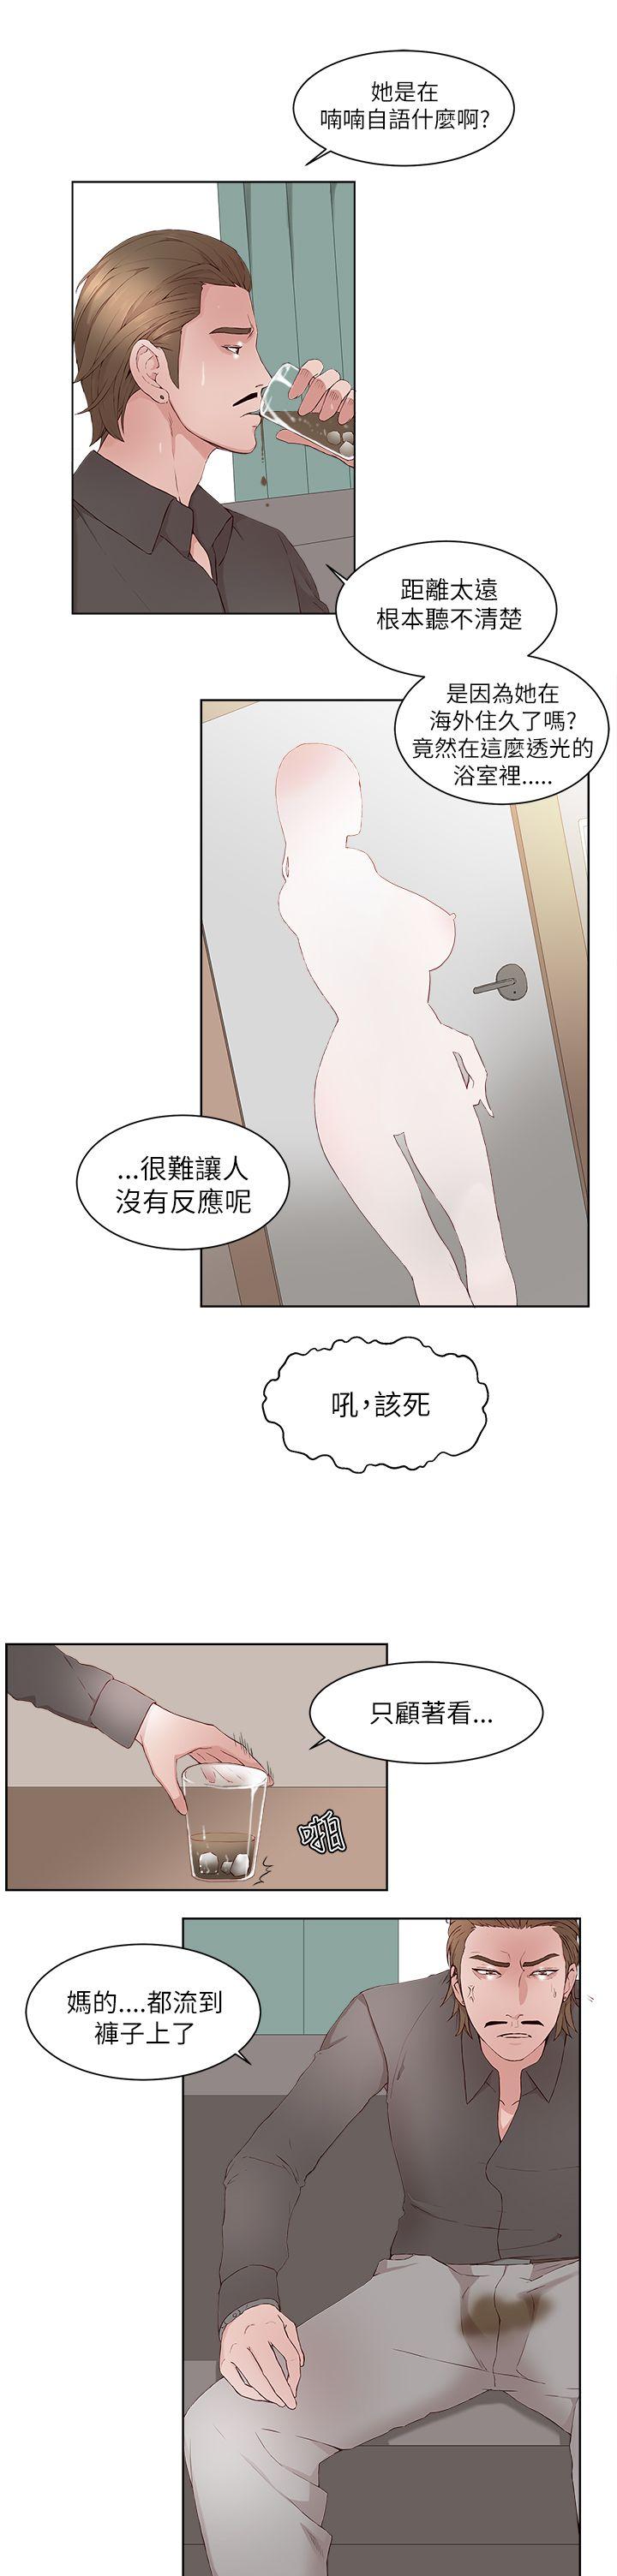 她是在
喃喃自語什麼啊?
距離太遠
根本聽不清楚
是因為她在
海外住久了嗎?
竟然在這麼透光的
浴室裡.....
...很難讓人
沒有反應呢
吼,該死
只顧著看...
啪
媽的....都流到
褲子上了